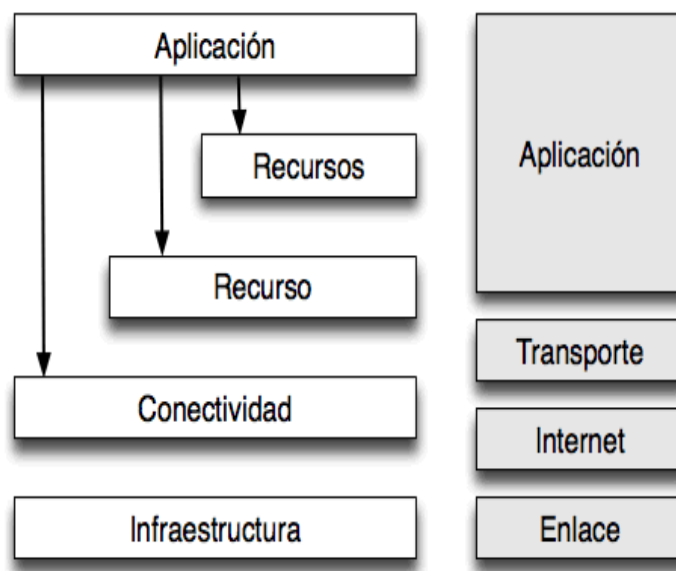 Aplicación
Recursos
Recurso
Conectividad
Infraestructura
Aplicación
Transporte
Internet
Enlace